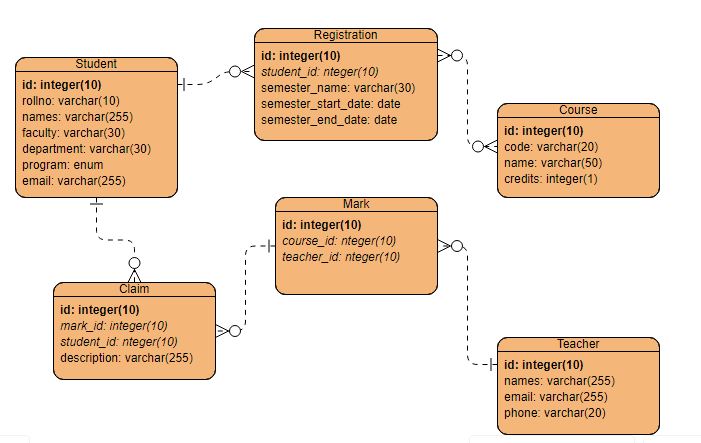 Student
id: integer(10)
rollno: varchar(10)
names: varchar(255)
faculty: varchar(30)
department: varchar(30)
program: enum
email: varchar(255)
Registration
id: integer(10)
student_id: nteger(10)
semester_name: varchar(30)
semester_start_date: date
semester_end_date: date
Course
id: integer(10)
code: varchar(20)
name: varchar(50)
credits: integer(1)
Mark
id: integer(10)
course_id: nteger(10)
teacher_id: nteger(10)
Claim
id: integer(10)
mark_id: integer(10)
student_id: nteger(10)
description: varchar(255)
Teacher
id: integer(10)
names: varchar(255)
email: varchar(255)
phone: varchar(20)